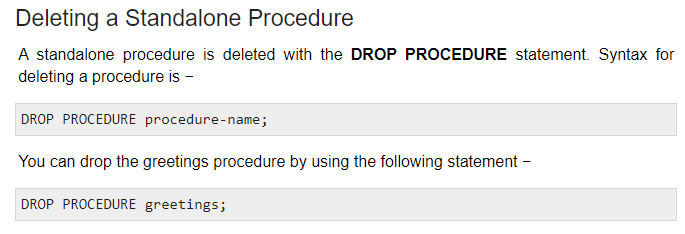 Deleting a Standalone Procedure
A standalone procedure is deleted with the DROP PROCEDURE statement. Syntax for
deleting a procedure is −
DROP PROCEDURE procedure-name;
You can drop the greetings procedure by using the following statement −
DROP PROCEDURE greetings;